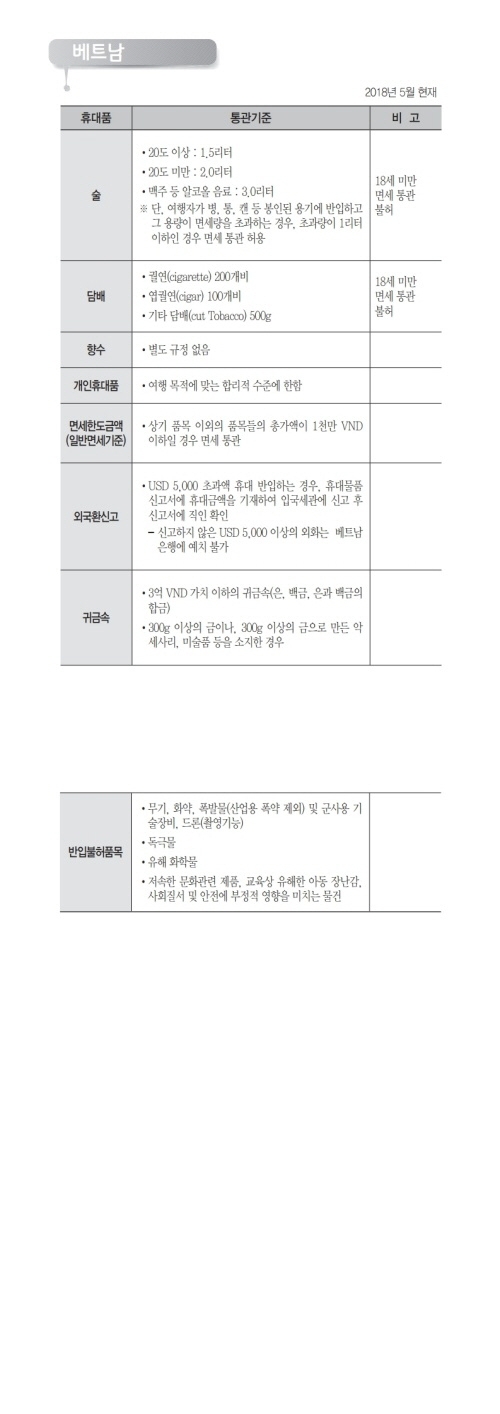 베트남
2018년 5월 현재
휴대품 통관기준 비 고
술
• 20도 이상 : 1.5리터
• 20도 미만 : 2.0리터
• 맥주 등 알코올 음료 : 3.0리터
※ 단, 여행자가 병, 통, 캔 등 봉인된 용기에 반입하고
그 용량이 면세량을 초과하는 경우, 초과량이 1리터
이하인 경우 면세 통관 허용
18세 미만
면세 통관
불허
담배
• 궐연(cigarette) 200개비
• 엽궐연(cigar) 100개비
• 기타 담배(cut Tobacco) 500g
18세 미만
면세 통관
불허
향수
• 별도 규정 없음
개인휴대품
• 여행 목적에 맞는 합리적 수준에 한함
면세한도금액
(일반면세기준)
• 상기 품목 이외의 품목들의 총가액이 1천만 VND
이하일 경우 면세 통관
외국환신고
• USD 5,000 초과액 휴대 반입하는 경우, 휴대물품
신고서에 휴대금액을 기재하여 입국세관에 신고 후
신고서에 직인 확인
– 신고하지 않은 USD 5,000 이상의 외화는 베트남
은행에 예치 불가
귀금속
• 3억 VND 가치 이하의 귀금속(은, 백금, 은과 백금의
합금)
• 300g 이상의 금이나, 300g 이상의 금으로 만든 악
세사리, 미술품 등을 소지한 경우
반입불허품목
• 무기, 화약, 폭발물(산업용 폭약 제외) 및 군사용 기
술장비, 드론(촬영기능)
• 독극물
• 유해 화학물
• 저속한 문화관련 제품, 교육상 유해한 아동 장난감,
사회질서 및 안전에 부정적 영향을 미치는 물건